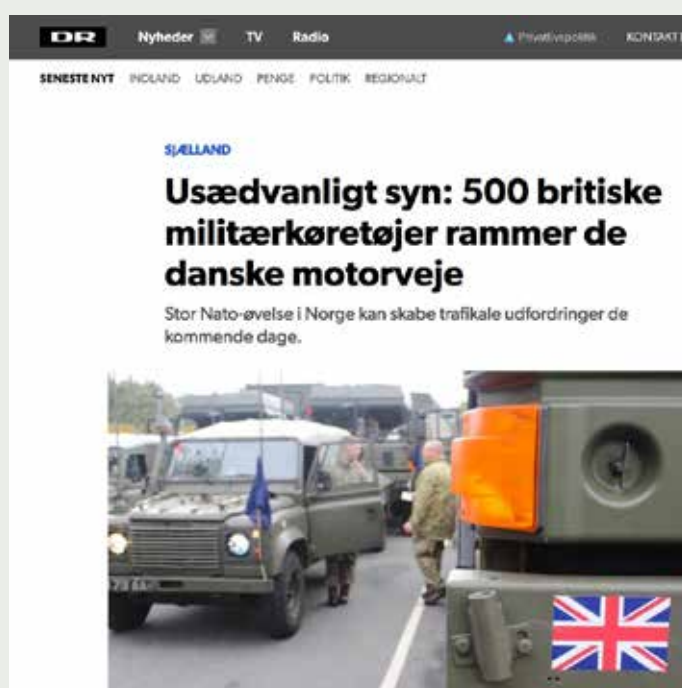 DR Nyheder TV Radio Privatlivspolitik KONTAKT
SENESTE NYT INDLAND UDLAND PENGE POLITIK REGIONALT
SJÆLLAND
Usædvanligt syn: 500 britiske
militærkøretøjer rammer de
danske motorveje
Stor Nato-øvelse i Norge kan skabe trafikale udfordringer de
kommende dage.